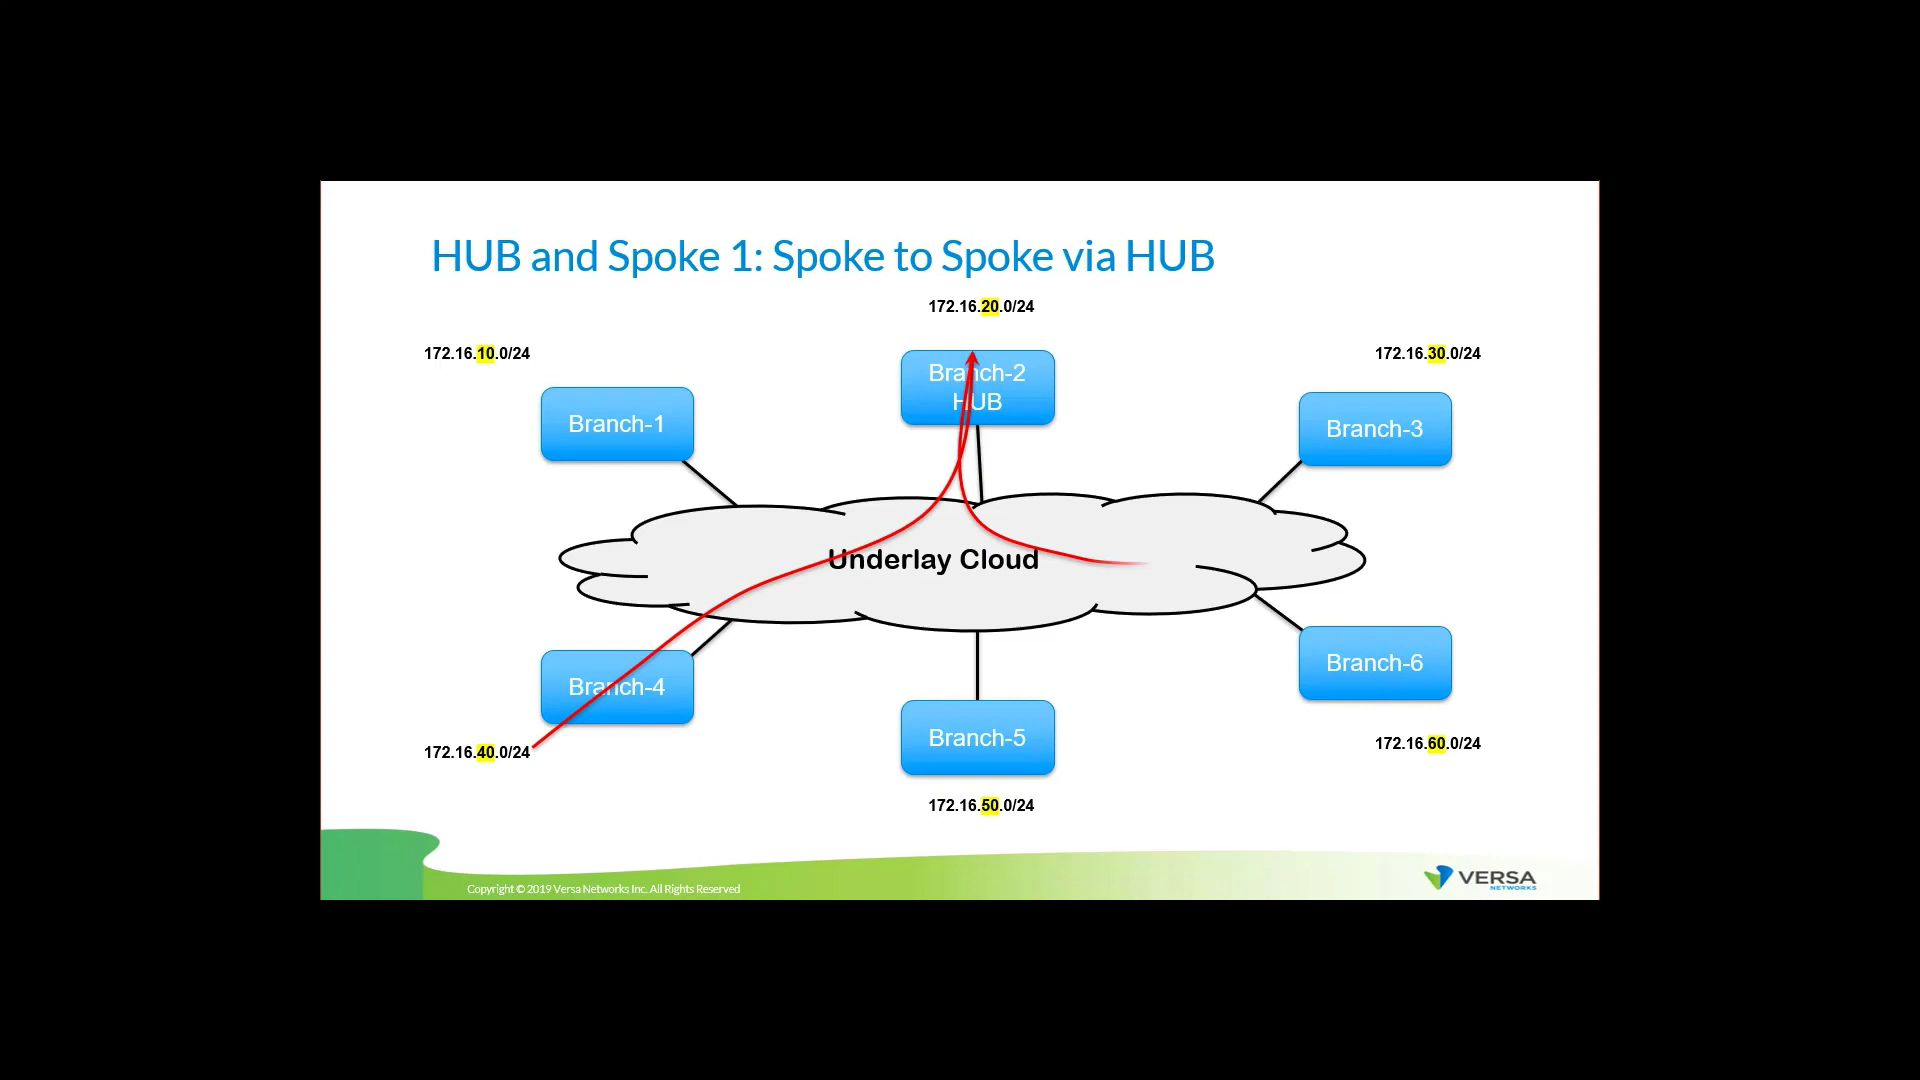 HUB and Spoke 1: Spoke to Spoke via HUB
172.16.20.0/24
172.16.10.0/24
172.16.30.0/24
Branch-1
Branch-2
HUB
Branch-3
Underlay Cloud
Branch-4
Branch-5
Branch-6
172.16.40.0/24
172.16.60.0/24
172.16.50.0/24
Copyright © 2019 Versa Networks Inc. All Rights Reserved
VERSA
NETWORKS